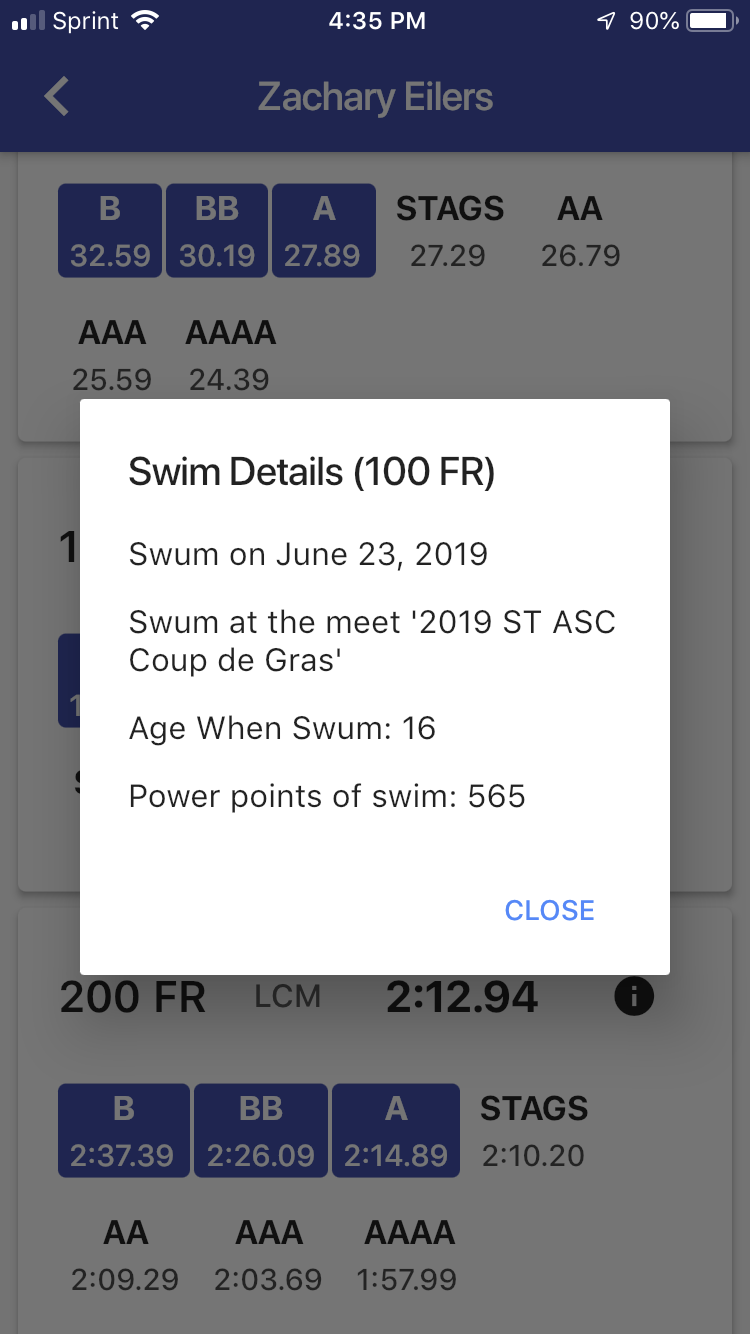 Sprint 4:35 PM 90%
Zachary Eilers
B BB A STAGS AA
32.59 30.19 27.89 27.29 26.79
AAA AAAA
25.59 24.39
Swim Details (100 FR)
Swum on June 23, 2019
Swum at the meet '2019 ST ASC
Coup de Gras'
Age When Swum: 16
Power points of swim: 565
CLOSE
200 FR LCM 2:12.94 i
B BB A STAGS
2:37.39 2:26.09 2:14.89 2:10.20
AA AAA AAAA
2:09.29 2:03.69 1:57.99